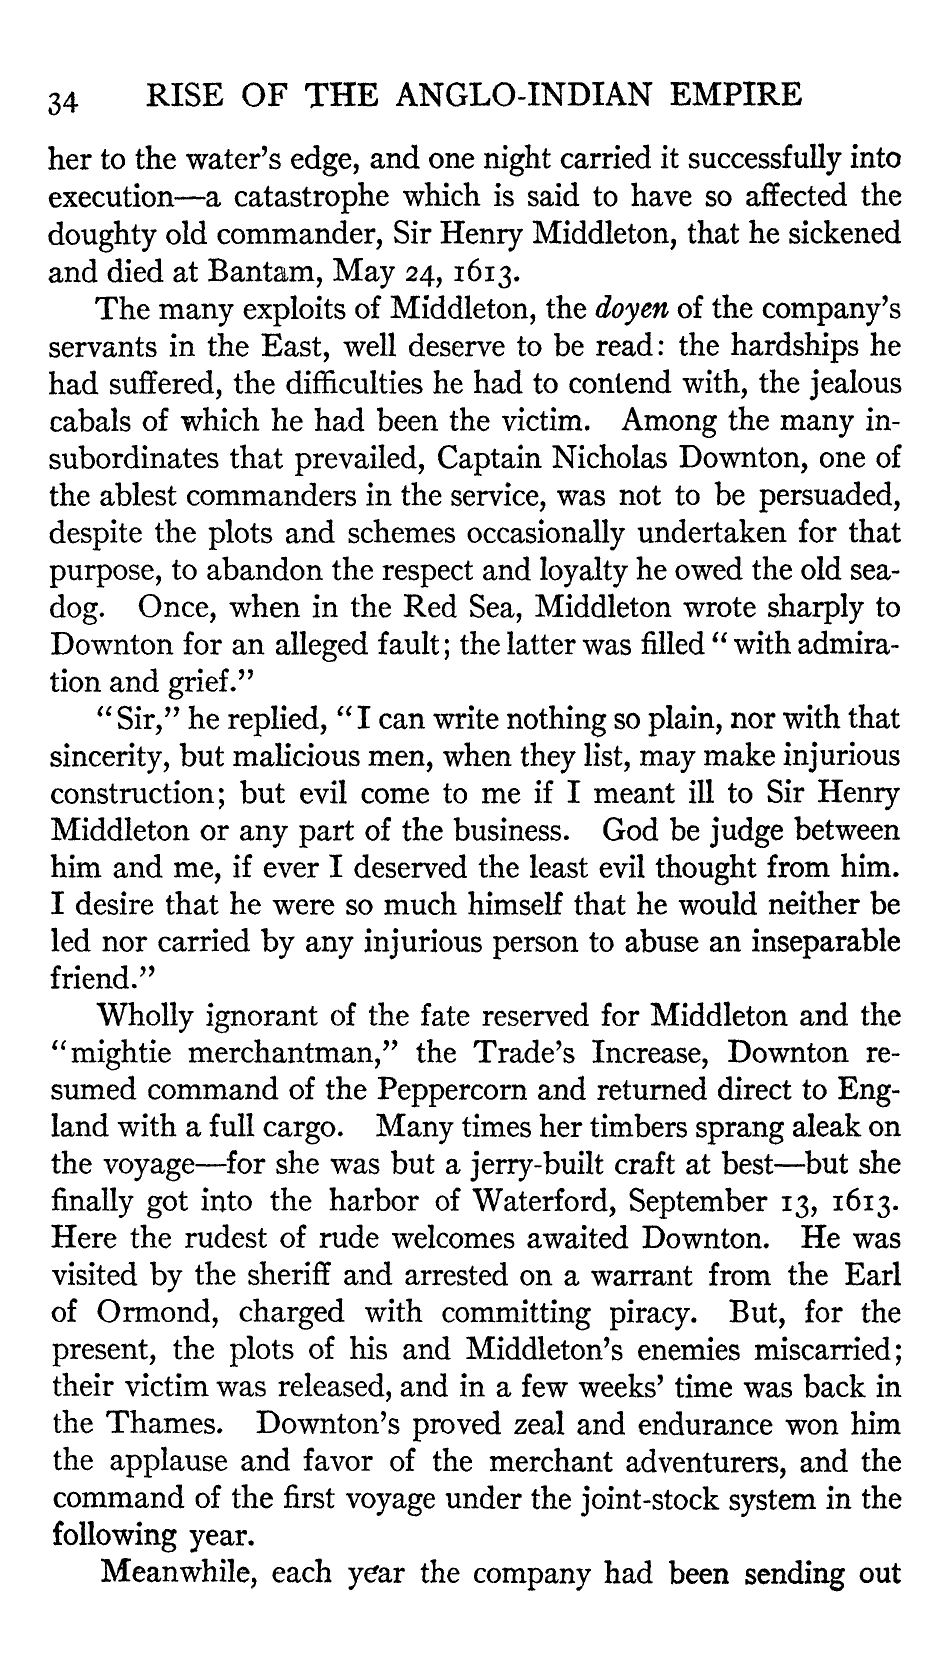 34 RISE OF THE ANGLO-INDIAN EMPIRE
her to the water's edge, and one night carried it successfully into
execution—a catastrophe which is said to have so affected the
doughty old commander, Sir Henry Middleton, that he sickened
and died at Bantam, May 24, 1613.
The many exploits of Middleton, the doyen of the company's
servants in the East, well deserve to be read: the hardships he
had suffered, the difficulties he had to contend with, the jealous
cabals of which he had been the victim. Among the many in-
subordinates that prevailed, Captain Nicholas Downton, one of
the ablest commanders in the service, was not to be persuaded,
despite the plots and schemes occasionally undertaken for that
purpose, to abandon the respect and loyalty he owed the old sea-
dog. Once, when in the Red Sea, Middleton wrote sharply to
Downton for an alleged fault; the latter was filled "with admira-
tion and grief."
"Sir," he replied, "I can write nothing so plain, nor with that
sincerity, but malicious men, when they list, may make injurious
construction; but evil come to me if I meant ill to Sir Henry
Middleton or any part of the business. God be judge between
him and me, if ever I deserved the least evil thought from him.
I desire that he were so much himself that he would neither be
led nor carried by any injurious person to abuse an inseparable
friend."
Wholly ignorant of the fate reserved for Middleton and the
"mightie merchantman," the Trade's Increase, Downton re-
sumed command of the Peppercorn and returned direct to Eng-
land with a full cargo. Many times her timbers sprang aleak on
the voyage—for she was but a jerry-built craft at best—but she
finally got into the harbor of Waterford, September 13, 1613.
Here the rudest of rude welcomes awaited Downton. He was
visited by the sheriff and arrested on a warrant from the Earl
of Ormond, charged with committing piracy. But, for the
present, the plots of his and Middleton's enemies miscarried;
their victim was released, and in a few weeks' time was back in
the Thames. Downton's proved zeal and endurance won him
the applause and favor of the merchant adventurers, and the
command of the first voyage under the joint-stock system in the
following year.
Meanwhile, each year the company had been sending out